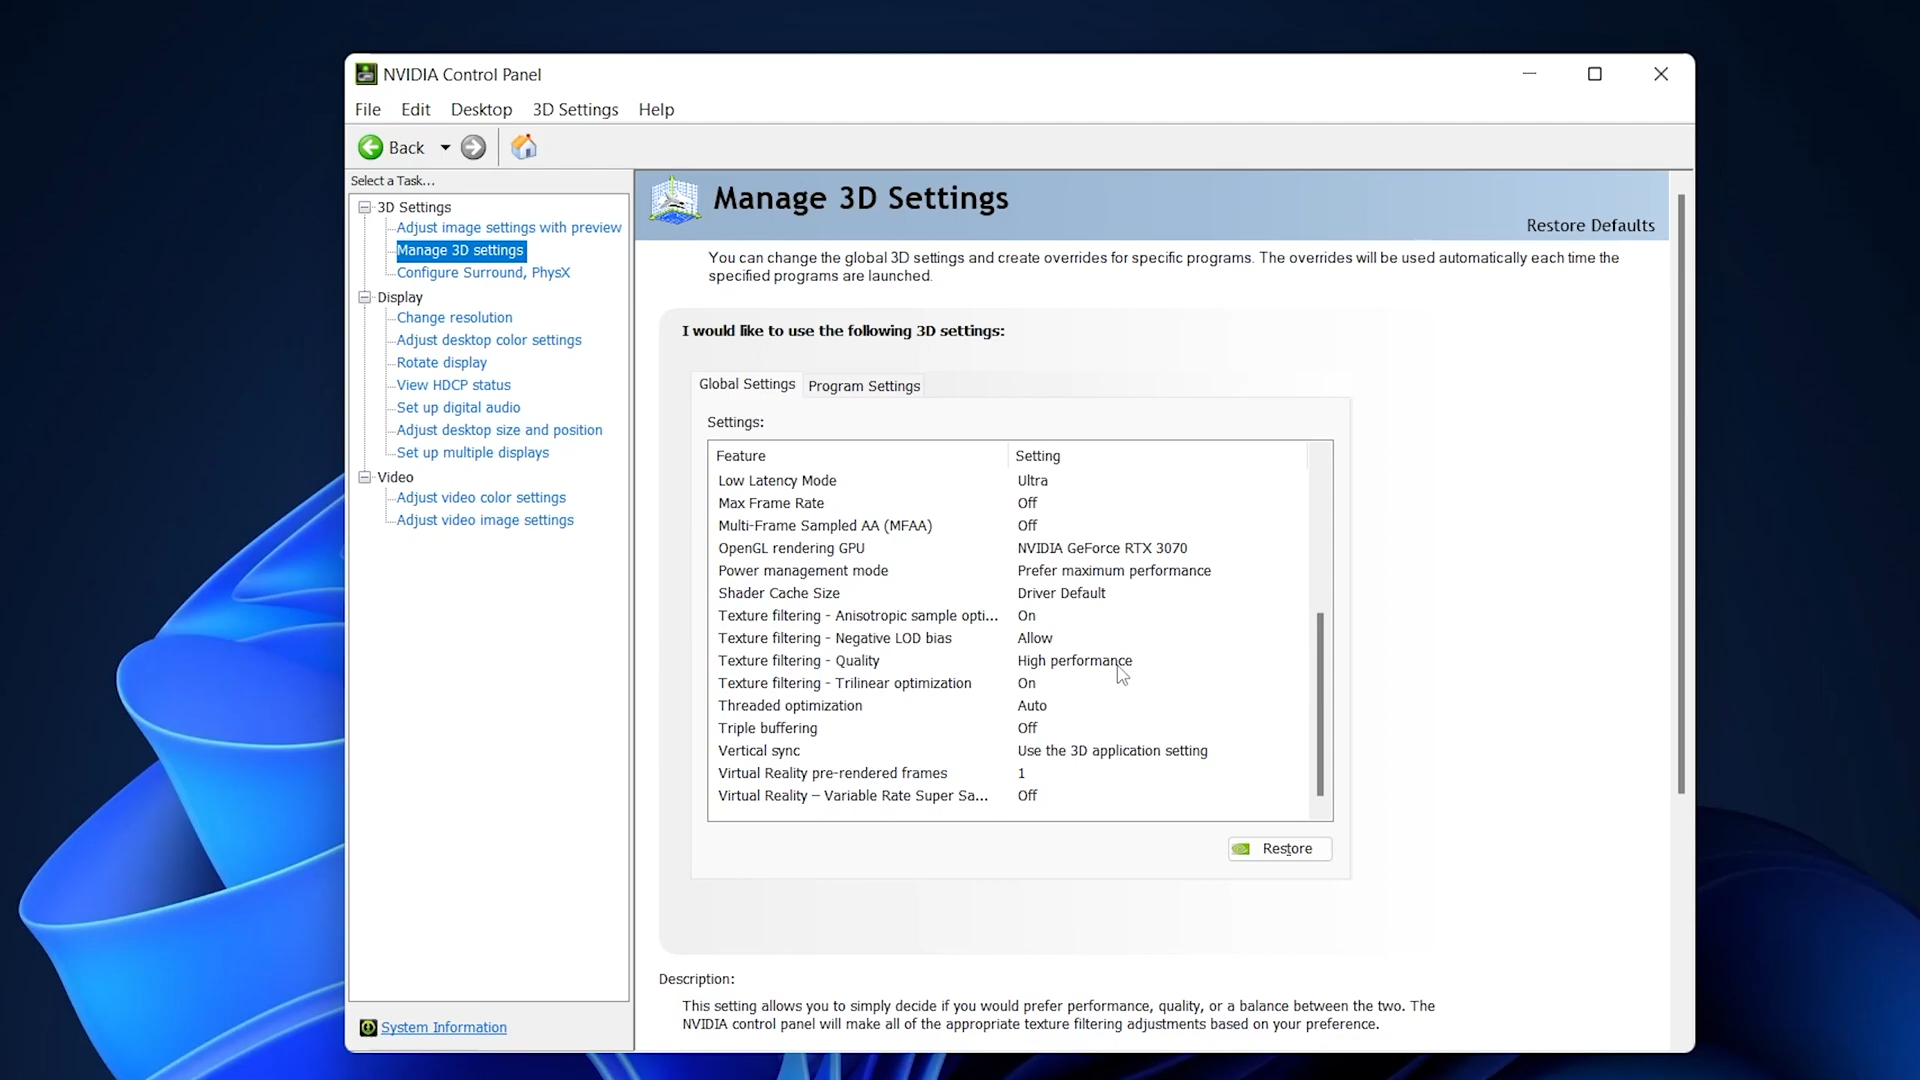 NVIDIA Control Panel
File Edit Desktop 3D Settings Help
Back
Select a Task...
3D Settings
Adjust image settings with preview
Manage 3D settings
Configure Surround, PhysX
Display
Change resolution
Adjust desktop color settings
Rotate display
View HDCP status
Set up digital audio
Adjust desktop size and position
Set up multiple displays
Video
Adjust video color settings
Adjust video image settings
System Information
Manage 3D Settings
Restore Defaults
You can change the global 3D settings and create overrides for specific programs. The overrides will be used automatically each time the
specified programs are launched.
I would like to use the following 3D settings:
Global Settings Program Settings
Settings:
Feature Setting
Low Latency Mode Ultra
Max Frame Rate Off
Multi-Frame Sampled AA (MFAA) Off
OpenGL rendering GPU NVIDIA GeForce RTX 3070
Power management mode Prefer maximum performance
Shader Cache Size Driver Default
Texture filtering - Anisotropic sample opti... On
Texture filtering - Negative LOD bias Allow
Texture filtering - Quality High performance
Texture filtering - Trilinear optimization On
Threaded optimization Auto
Triple buffering Off
Vertical sync Use the 3D application setting
Virtual Reality pre-rendered frames 1
Virtual Reality – Variable Rate Super Sa... Off
Restore
Description:
This setting allows you to simply decide if you would prefer performance, quality, or a balance between the two. The
NVIDIA control panel will make all of the appropriate texture filtering adjustments based on your preference.